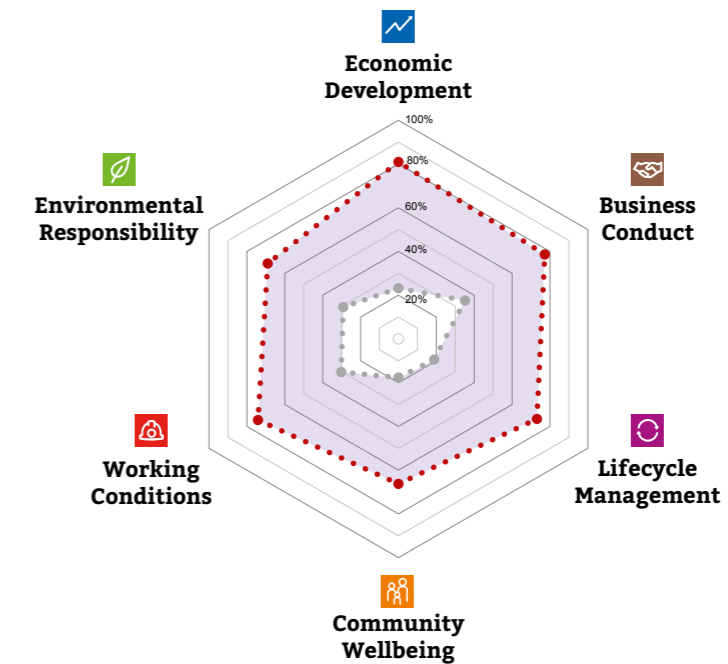 Economic
Development
100%
80%
60%
40%
20%
Environmental
Responsibility
Business
Conduct
Working
Conditions
Lifecycle
Management
Community
Wellbeing